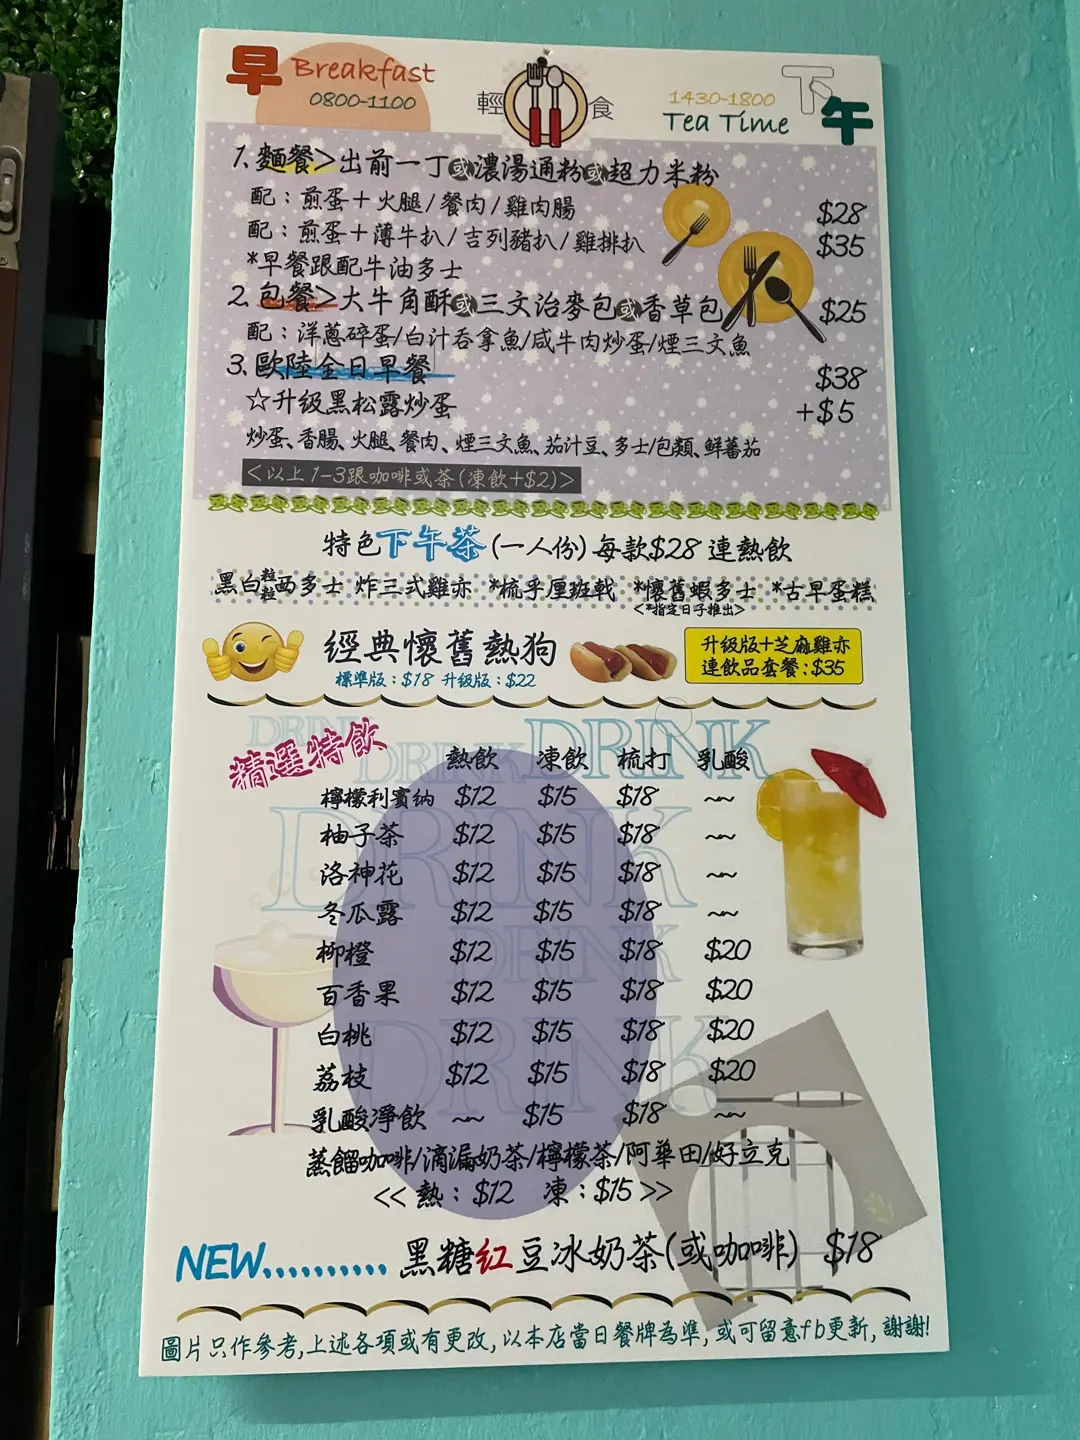 早 Breakfast
0800-1100
輕 食
1430-1800
Tea Time
下午
1. 麵餐>出前一丁或濃湯通粉或超力米粉
配：煎蛋＋火腿/餐肉/雞肉腸 $28
配：煎蛋＋薄牛扒/吉列豬扒/雞排扒 $35
*早餐跟配牛油多士
2. 包餐>大牛角酥或三文治麥包或香草包 $25
配：洋蔥碎蛋/白汁吞拿魚/咸牛肉炒蛋/煙三文魚
3. 歐陸全日早餐 $38
☆升級黑松露炒蛋 +$5
炒蛋、香腸、火腿、餐肉、煙三文魚、茄汁豆、多士/包類、鮮蕃茄
<以上1-3跟咖啡或茶(凍飲+$2)>
特色下午茶(一人份)每款$28 連熱飲
黑白粒粒西多士 炸三式雞亦 *梳乎厘班戟 *懷舊蝦多士 *古早蛋糕
<*指定日子推出>
經典懷舊熱狗
標準版：$18 升級版：$22
升級版＋芝麻雞亦
連飲品套餐：$35
DRINK DRINK DRINK
DRINK
DRINK
DRINK
精選特飲
熱飲 凍飲 梳打 乳酸
檸檬利賓納 $12 $15 $18 ~~
柚子茶 $12 $15 $18 ~~
洛神花 $12 $15 $18 ~~
冬瓜露 $12 $15 $18 ~~
柳橙 $12 $15 $18 $20
百香果 $12 $15 $18 $20
白桃 $12 $15 $18 $20
荔枝 $12 $15 $18 $20
乳酸淨飲 ~~ $15 $18 ~~
蒸餾咖啡/滴漏奶茶/檸檬茶/阿華田/好立克
<<熱：$12 凍：$15>>
NEW.......... 黑糖紅豆冰奶茶(或咖啡) $18
圖片只作參考,上述各項或有更改,以本店當日餐牌為準,或可留意fb更新,謝謝!